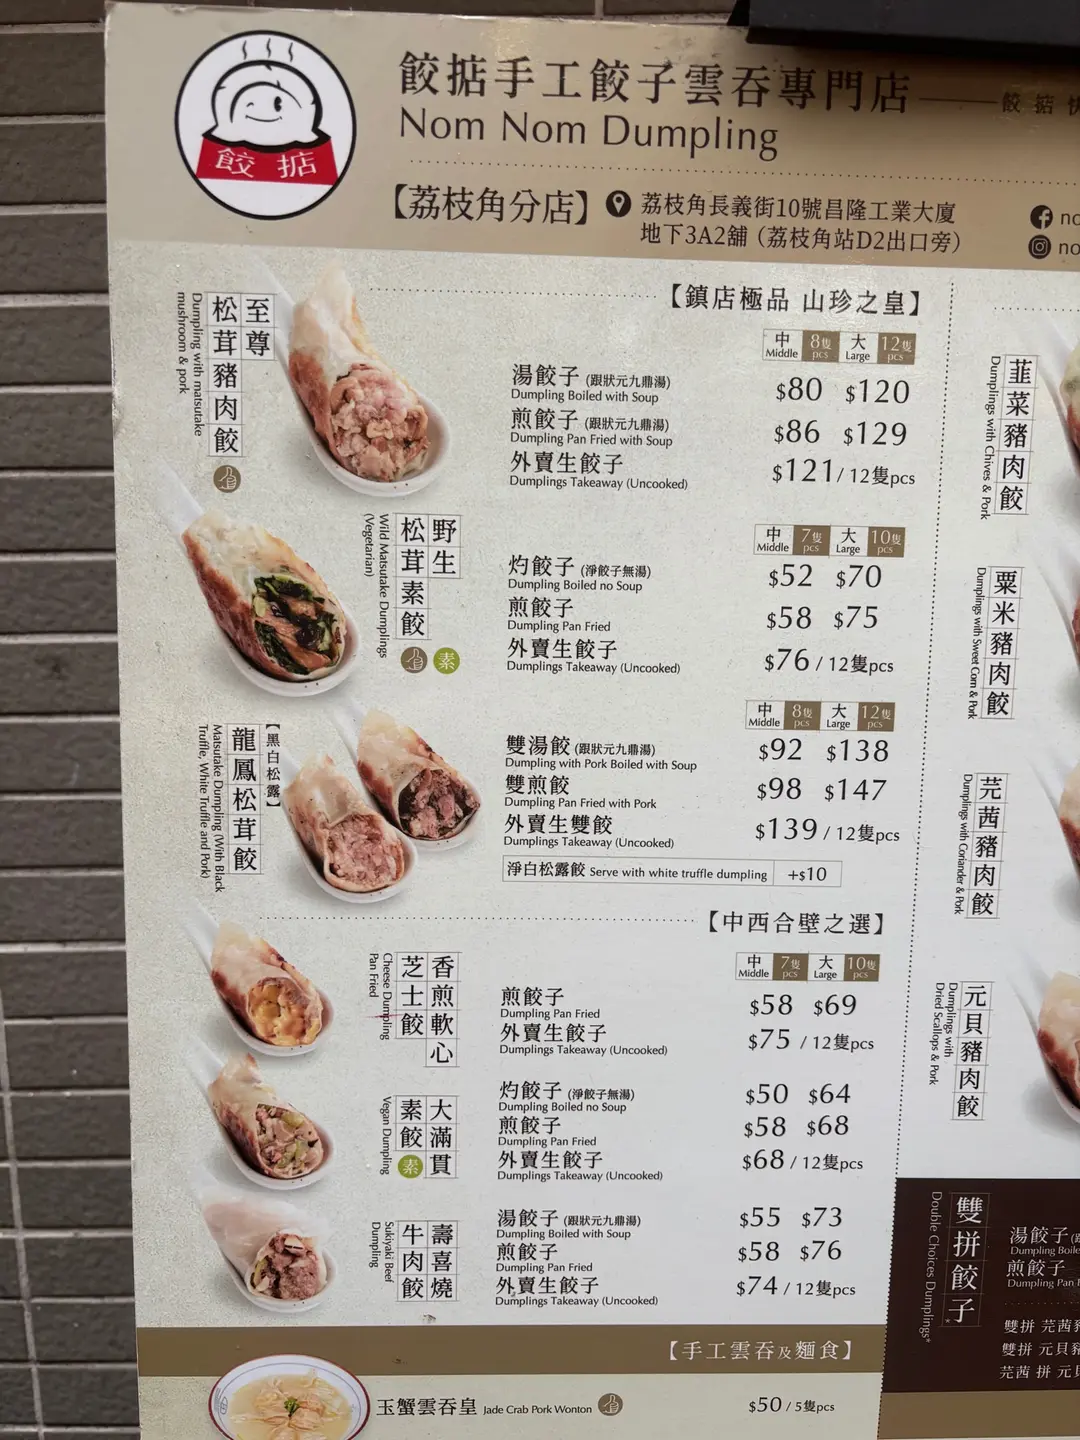 餃掂
餃掂手工餃子雲吞專門店
餃掂
Nom Nom Dumpling
【荔枝角分店】
荔枝角長義街10號昌隆工業大廈
地下3A2舖（荔枝角站D2出口旁）
no
no
【鎮店極品 山珍之皇】
至尊
松茸豬肉餃
Dumpling with matsutake
mushroom & pork
中 Middle 8隻 pcs 大 Large 12隻 pcs
湯餃子 (跟狀元九鼎湯) $80 $120
Dumpling Boiled with Soup
煎餃子 (跟狀元九鼎湯) $86 $129
Dumpling Pan Fried with Soup
外賣生餃子 $121 / 12隻pcs
Dumplings Takeaway (Uncooked)
野生
松茸素餃
Wild Matsutake Dumplings
(Vegetarian)
素
中 Middle 7隻 pcs 大 Large 10隻 pcs
灼餃子 (淨餃子無湯) $52 $70
Dumpling Boiled no Soup
煎餃子 $58 $75
Dumpling Pan Fried
外賣生餃子 $76 / 12隻pcs
Dumplings Takeaway (Uncooked)
【黑白松露】
龍鳳松茸餃
Matsutake Dumpling (With Black
Truffle, White Truffle and Pork)
中 Middle 8隻 pcs 大 Large 12隻 pcs
雙湯餃 (跟狀元九鼎湯) $92 $138
Dumpling with Pork Boiled with Soup
雙煎餃 $98 $147
Dumpling Pan Fried with Pork
外賣生雙餃 $139 / 12隻pcs
Dumplings Takeaway (Uncooked)
淨白松露餃 Serve with white truffle dumpling +$10
【中西合壁之選】
香煎軟心
芝士餃
Cheese Dumpling
Pan Fried
中 Middle 7隻 pcs 大 Large 10隻 pcs
煎餃子 $58 $69
Dumpling Pan Fried
外賣生餃子 $75 / 12隻pcs
Dumplings Takeaway (Uncooked)
大滿貫
素餃
素
Vegan Dumpling
灼餃子 (淨餃子無湯) $50 $64
Dumpling Boiled no Soup
煎餃子 $58 $68
Dumpling Pan Fried
外賣生餃子 $68 / 12隻pcs
Dumplings Takeaway (Uncooked)
壽喜燒
牛肉餃
Sukiyaki Beef
Dumpling
湯餃子 (跟狀元九鼎湯) $55 $73
Dumpling Boiled with Soup
煎餃子 $58 $76
Dumpling Pan Fried
外賣生餃子 $74 / 12隻pcs
Dumplings Takeaway (Uncooked)
【手工雲吞及麵食】
玉蟹雲吞皇 Jade Crab Pork Wonton $50 / 5隻pcs
韮菜豬肉餃
Dumplings with Chives & Pork
粟米豬肉餃
Dumplings with Sweet Corn & Pork
芫茜豬肉餃
Dumplings with Coriander & Pork
元貝豬肉餃
Dumplings with
Dried Scallops & Pork
雙拼餃子*
Double Choices Dumplings*
湯餃子
Dumpling Boile
煎餃子
Dumpling Pan
雙拼 芫茜
雙拼 元貝
芫茜 拼 元